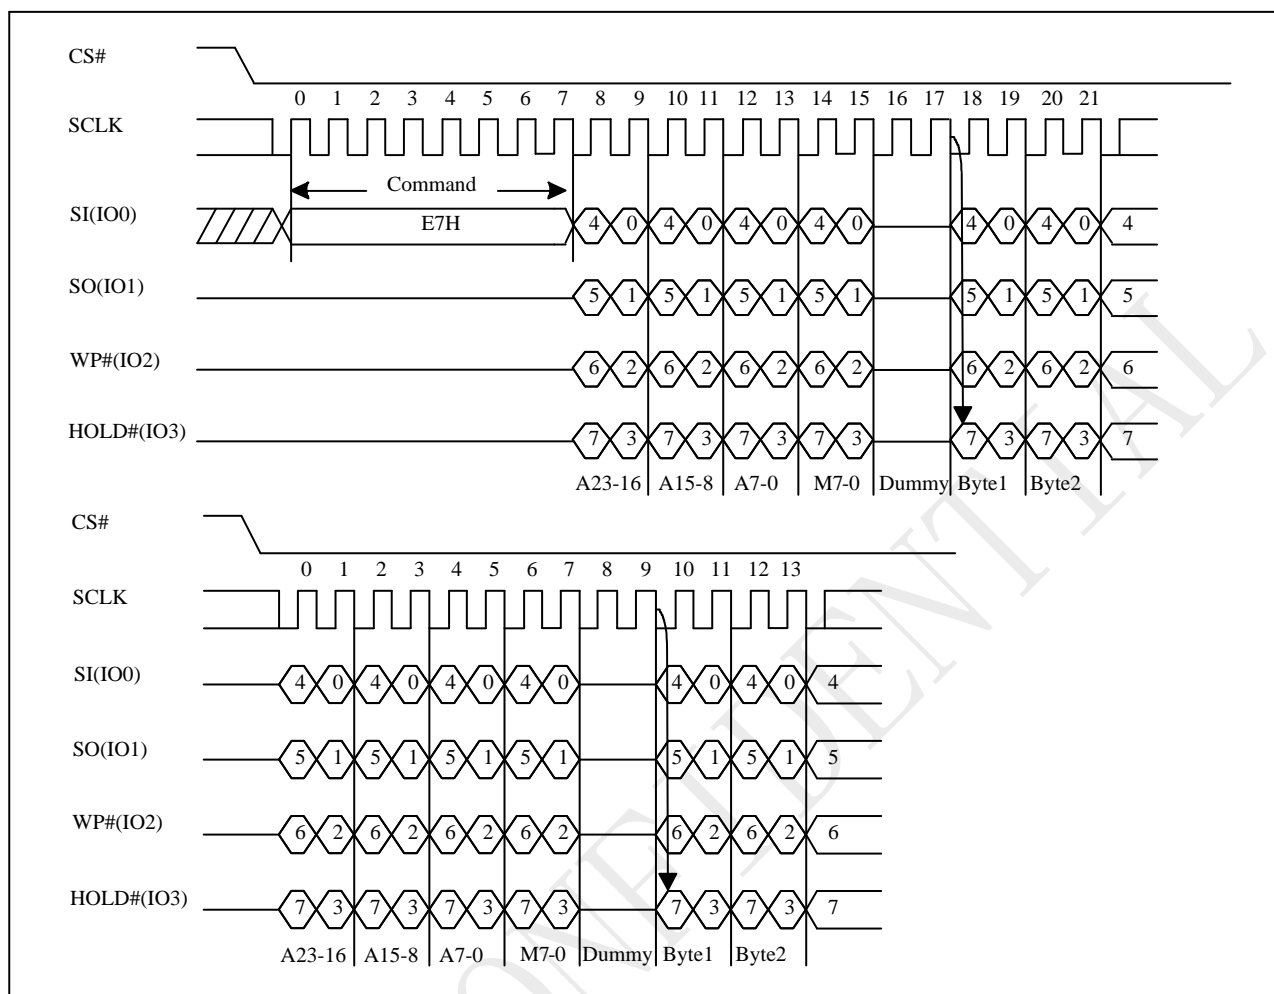 CS#
0 1 2 3 4 5 6 7 8 9 10 11 12 13 14 15 16 17 18 19 20 21
SCLK
Command
SI(IO0) E7H 4 0 4 0 4 0 4 0 4 0 4 0 4
SO(IO1) 5 1 5 1 5 1 5 1 5 1 5 1 5
WP#(IO2) 6 2 6 2 6 2 6 2 6 2 6 2 6
HOLD#(IO3) 7 3 7 3 7 3 7 3 7 3 7 3 7
A23-16 A15-8 A7-0 M7-0 Dummy Byte1 Byte2
CS#
0 1 2 3 4 5 6 7 8 9 10 11 12 13
SCLK
SI(IO0) 4 0 4 0 4 0 4 0 4 0 4 0 4
SO(IO1) 5 1 5 1 5 1 5 1 5 1 5 1 5
WP#(IO2) 6 2 6 2 6 2 6 2 6 2 6 2 6
HOLD#(IO3) 7 3 7 3 7 3 7 3 7 3 7 3 7
A23-16 A15-8 A7-0 M7-0 Dummy Byte1 Byte2
ONFIDENTIAL